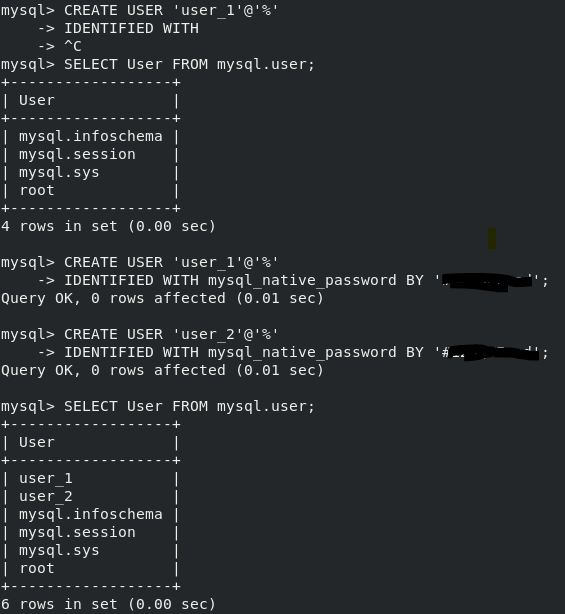 mysql> CREATE USER 'user_1'@'%'
    -> IDENTIFIED WITH
    -> ^C
mysql> SELECT User FROM mysql.user;
+------------------+
| User             |
+------------------+
| mysql.infoschema |
| mysql.session    |
| mysql.sys        |
| root             |
+------------------+
4 rows in set (0.00 sec)

mysql> CREATE USER 'user_1'@'%'
    -> IDENTIFIED WITH mysql_native_password BY '';
Query OK, 0 rows affected (0.01 sec)

mysql> CREATE USER 'user_2'@'%'
    -> IDENTIFIED WITH mysql_native_password BY '';
Query OK, 0 rows affected (0.01 sec)

mysql> SELECT User FROM mysql.user;
+------------------+
| User             |
+------------------+
| user_1           |
| user_2           |
| mysql.infoschema |
| mysql.session    |
| mysql.sys        |
| root             |
+------------------+
6 rows in set (0.00 sec)